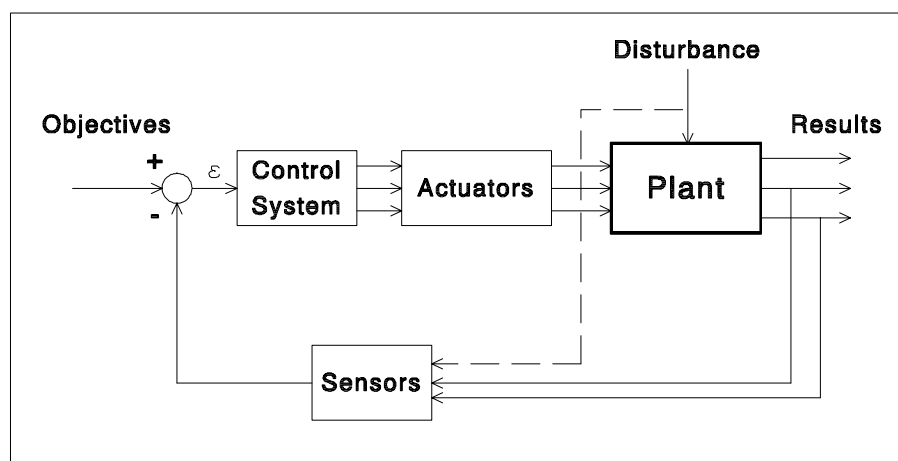 Disturbance
Objectives
Results
+
ε
Control
System
Actuators
Plant
-
Sensors